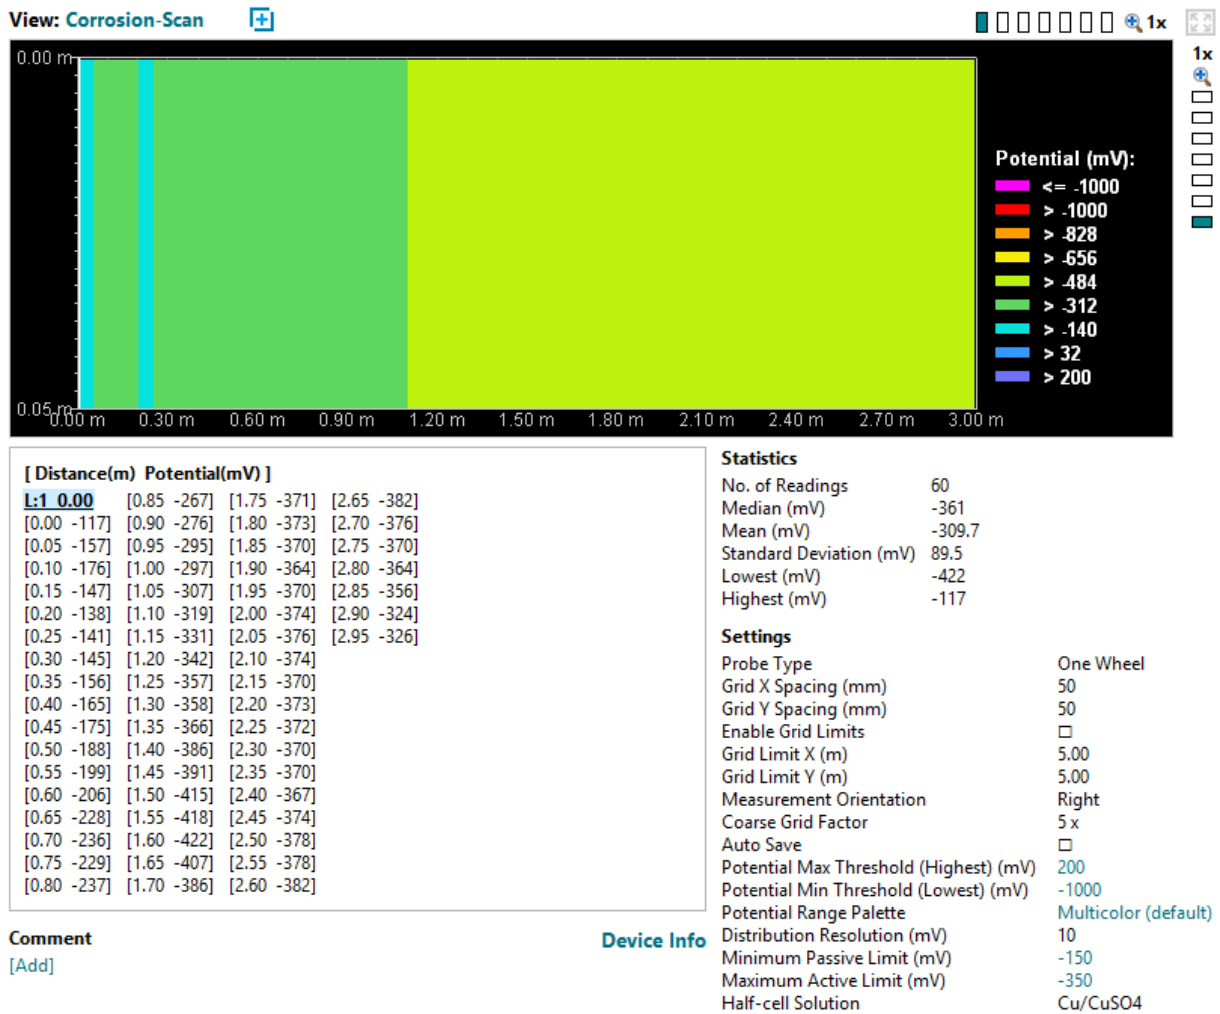 View: Corrosion-Scan
1x
1x
0.00 m
0.05 m
0.00 m 0.30 m 0.60 m 0.90 m 1.20 m 1.50 m 1.80 m 2.10 m 2.40 m 2.70 m 3.00 m
Potential (mV):
<= -1000
> -1000
> -828
> -656
> -484
> -312
> -140
> 32
> 200
[ Distance(m) Potential(mV) ]
L:1 0.00 [0.85 -267] [1.75 -371] [2.65 -382]
[0.00 -117] [0.90 -276] [1.80 -373] [2.70 -376]
[0.05 -157] [0.95 -295] [1.85 -370] [2.75 -370]
[0.10 -176] [1.00 -297] [1.90 -364] [2.80 -364]
[0.15 -147] [1.05 -307] [1.95 -370] [2.85 -356]
[0.20 -138] [1.10 -319] [2.00 -374] [2.90 -324]
[0.25 -141] [1.15 -331] [2.05 -376] [2.95 -326]
[0.30 -145] [1.20 -342] [2.10 -374]
[0.35 -156] [1.25 -357] [2.15 -370]
[0.40 -165] [1.30 -358] [2.20 -373]
[0.45 -175] [1.35 -366] [2.25 -372]
[0.50 -188] [1.40 -386] [2.30 -370]
[0.55 -199] [1.45 -391] [2.35 -370]
[0.60 -206] [1.50 -415] [2.40 -367]
[0.65 -228] [1.55 -418] [2.45 -374]
[0.70 -236] [1.60 -422] [2.50 -378]
[0.75 -229] [1.65 -407] [2.55 -378]
[0.80 -237] [1.70 -386] [2.60 -382]
Comment
Device Info
[Add]
Statistics
No. of Readings 60
Median (mV) -361
Mean (mV) -309.7
Standard Deviation (mV) 89.5
Lowest (mV) -422
Highest (mV) -117
Settings
Probe Type One Wheel
Grid X Spacing (mm) 50
Grid Y Spacing (mm) 50
Enable Grid Limits
Grid Limit X (m) 5.00
Grid Limit Y (m) 5.00
Measurement Orientation Right
Coarse Grid Factor 5 x
Auto Save
Potential Max Threshold (Highest) (mV) 200
Potential Min Threshold (Lowest) (mV) -1000
Potential Range Palette Multicolor (default)
Distribution Resolution (mV) 10
Minimum Passive Limit (mV) -150
Maximum Active Limit (mV) -350
Half-cell Solution Cu/CuSO4